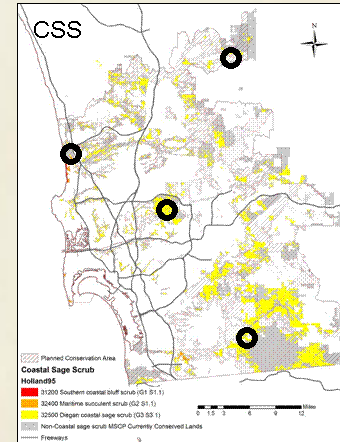 CSS
N
Planned Conservation Area
Coastal Sage Scrub
Holland95
31200 Southern coastal bluff scrub (G1 S1.1)
32400 Maritime succulent scrub (G2 S1.1)
32500 Diegan coastal sage scrub (G3 S3.1)
Non-Coastal sage scrub MSCP Currently Conserved Lands
Freeways
0 1.5 3 6 9 12
Miles